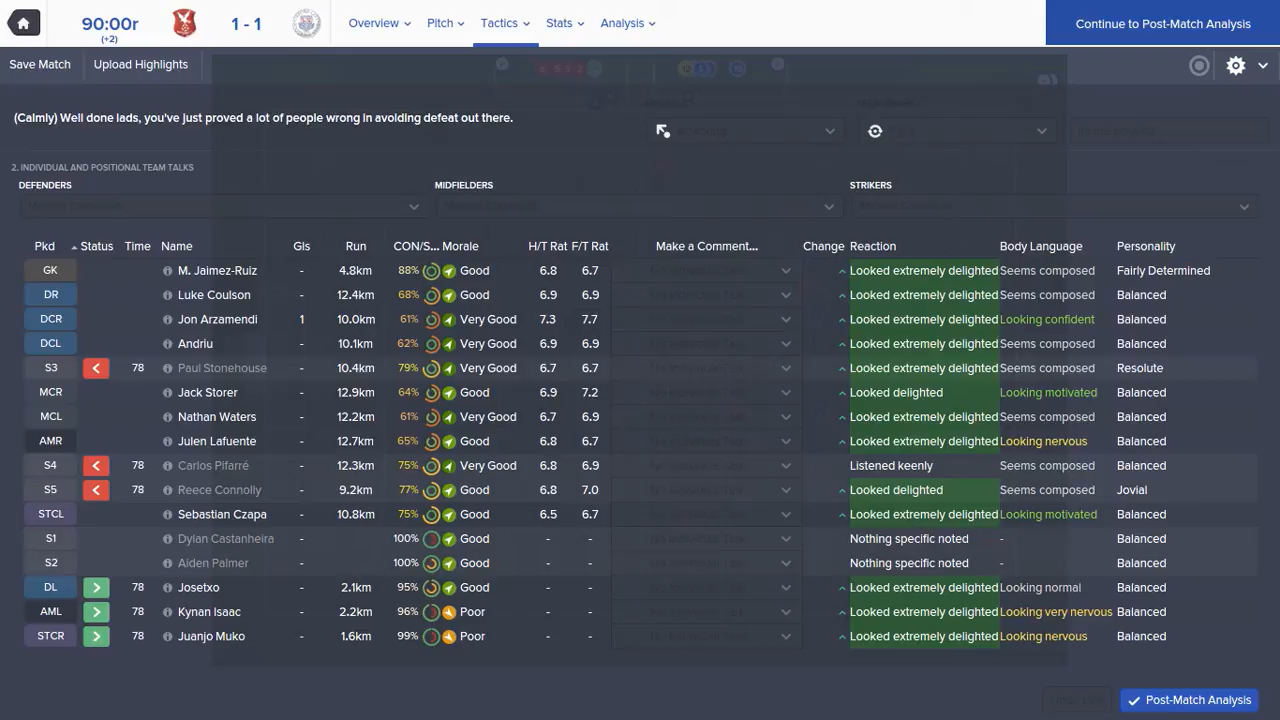 90:00r
(+2)
1 - 1
Overview Pitch Tactics Stats Analysis
Continue to Post-Match Analysis
Save Match Upload Highlights
(Calmly) Well done lads, you've just proved a lot of people wrong in avoiding defeat out there.
2. INDIVIDUAL AND POSITIONAL TEAM TALKS
DEFENDERS MIDFIELDERS STRIKERS
Pkd Status Time Name Gls Run CON/S... Morale H/T Rat F/T Rat Make a Comment... Change Reaction Body Language Personality
GK M. Jaimez-Ruiz - 4.8km 88% Good 6.8 6.7 Looked extremely delighted Seems composed Fairly Determined
DR Luke Coulson - 12.4km 68% Good 6.9 6.9 Looked extremely delighted Seems composed Balanced
DCR Jon Arzamendi 1 10.0km 61% Very Good 7.3 7.7 Looked extremely delighted Looking confident Balanced
DCL Andriu - 10.1km 62% Good 6.9 6.9 Looked extremely delighted Seems composed Balanced
S3 78 Paul Stonehouse - 10.4km 79% Good 6.7 6.7 Looked extremely delighted Seems composed Resolute
MCR Jack Storer - 12.9km 64% Good 6.9 7.2 Looked delighted Looking motivated Balanced
MCL Nathan Waters - 12.2km 61% Very Good 6.7 6.9 Looked extremely delighted Seems composed Balanced
AMR Julen Lafuente - 12.7km 65% Good 6.8 6.7 Looked extremely delighted Looking nervous Balanced
S4 78 Carlos Pifarré - 12.3km 75% Very Good 6.8 6.9 Listened keenly Seems composed Balanced
S5 78 Reece Connolly - 9.2km 77% Good 6.8 7.0 Looked delighted Seems composed Jovial
STCL Sebastian Czapa - 10.8km 75% Good 6.5 6.7 Looked extremely delighted Looking motivated Balanced
S1 Dylan Castanheira - 100% Good - - Nothing specific noted - Balanced
S2 Aiden Palmer - 100% Good - - Nothing specific noted - Balanced
DL 78 Josetxo - 2.1km 95% Good - - Looked extremely delighted Looking normal Balanced
AML 78 Kynan Isaac - 2.2km 96% Poor - - Looked extremely delighted Looking very nervous Balanced
STCR 78 Juanjo Muko - 1.6km 99% Poor - - Looked extremely delighted Looking nervous Balanced
Post-Match Analysis